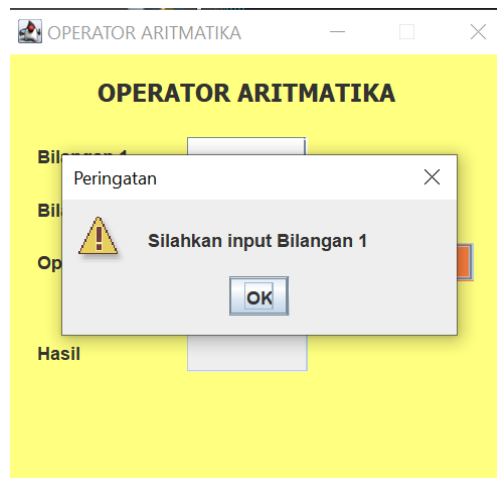 OPERATOR ARITMATIKA
OPERATOR ARITMATIKA
Peringatan
Silahkan input Bilangan 1
OK
Hasil